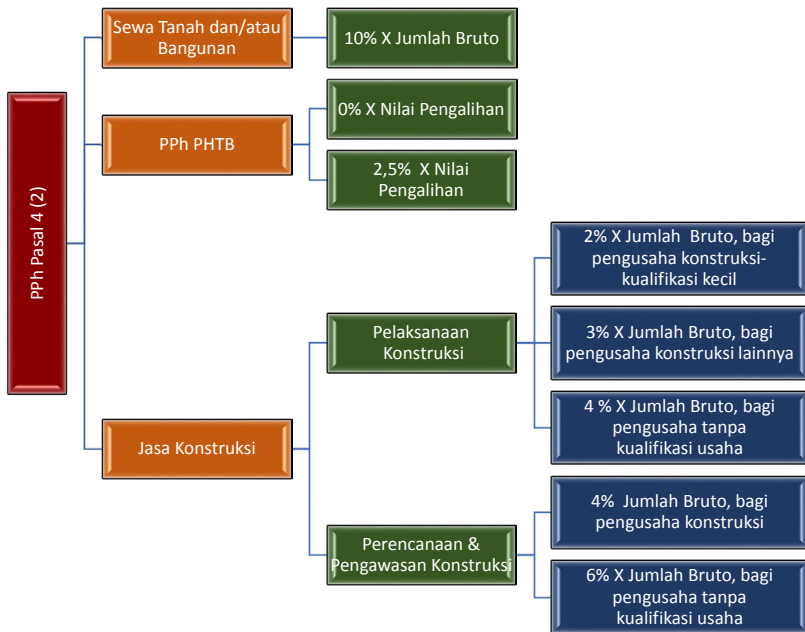 PPh Pasal 4 (2)
Sewa Tanah dan/atau
Bangunan
10% X Jumlah Bruto
PPh PHTB
0% X Nilai Pengalihan
2,5% X Nilai
Pengalihan
Jasa Konstruksi
Pelaksanaan
Konstruksi
2% X Jumlah Bruto, bagi
pengusaha konstruksi-
kualifikasi kecil
3% X Jumlah Bruto, bagi
pengusaha konstruksi lainnya
4 % X Jumlah Bruto, bagi
pengusaha tanpa
kualifikasi usaha
Perencanaan &
Pengawasan Konstruksi
4% Jumlah Bruto, bagi
pengusaha konstruksi
6% X Jumlah Bruto, bagi
pengusaha tanpa
kualifikasi usaha